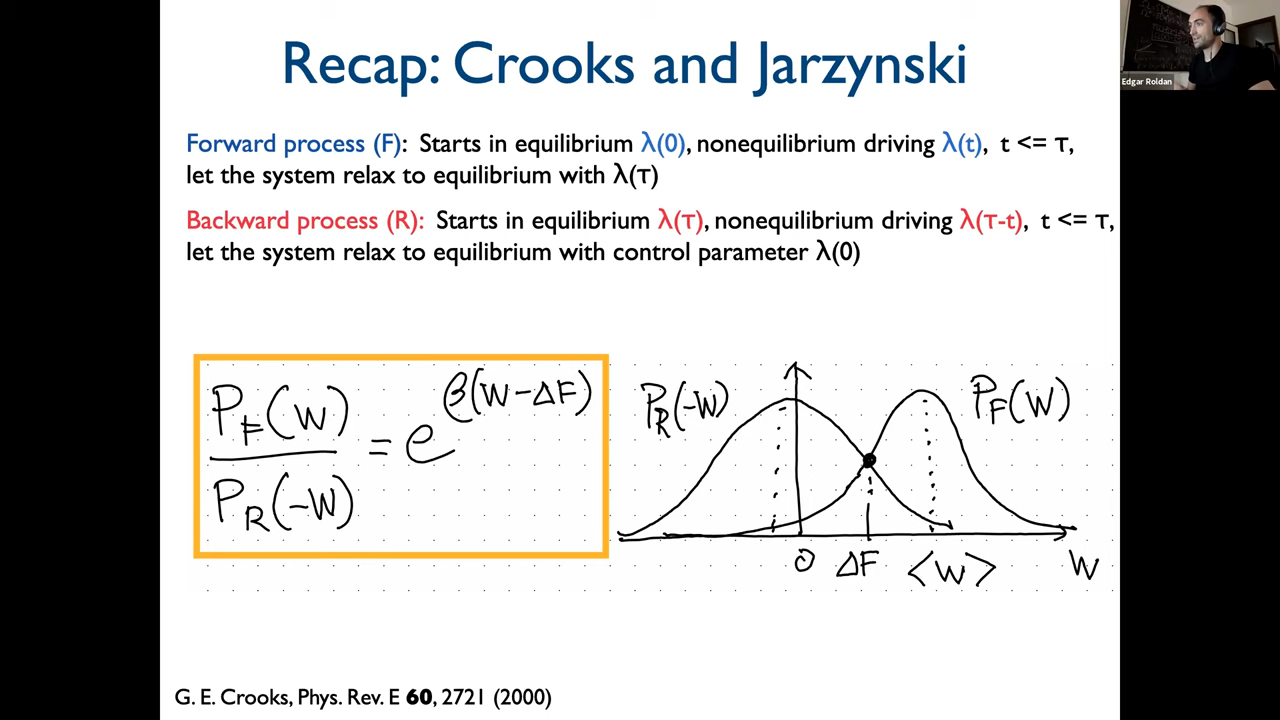 Recap: Crooks and Jarzynski
Edgar Roldan
Forward process (F): Starts in equilibrium λ(0), nonequilibrium driving λ(t), t <= τ,
let the system relax to equilibrium with λ(τ)
Backward process (R): Starts in equilibrium λ(τ), nonequilibrium driving λ(τ-t), t <= τ,
let the system relax to equilibrium with control parameter λ(0)
P_F(W) / P_R(-W) = e^{β(W-ΔF)}
P_R(-W) P_F(W)
0 ΔF <W> W
G. E. Crooks, Phys. Rev. E 60, 2721 (2000)